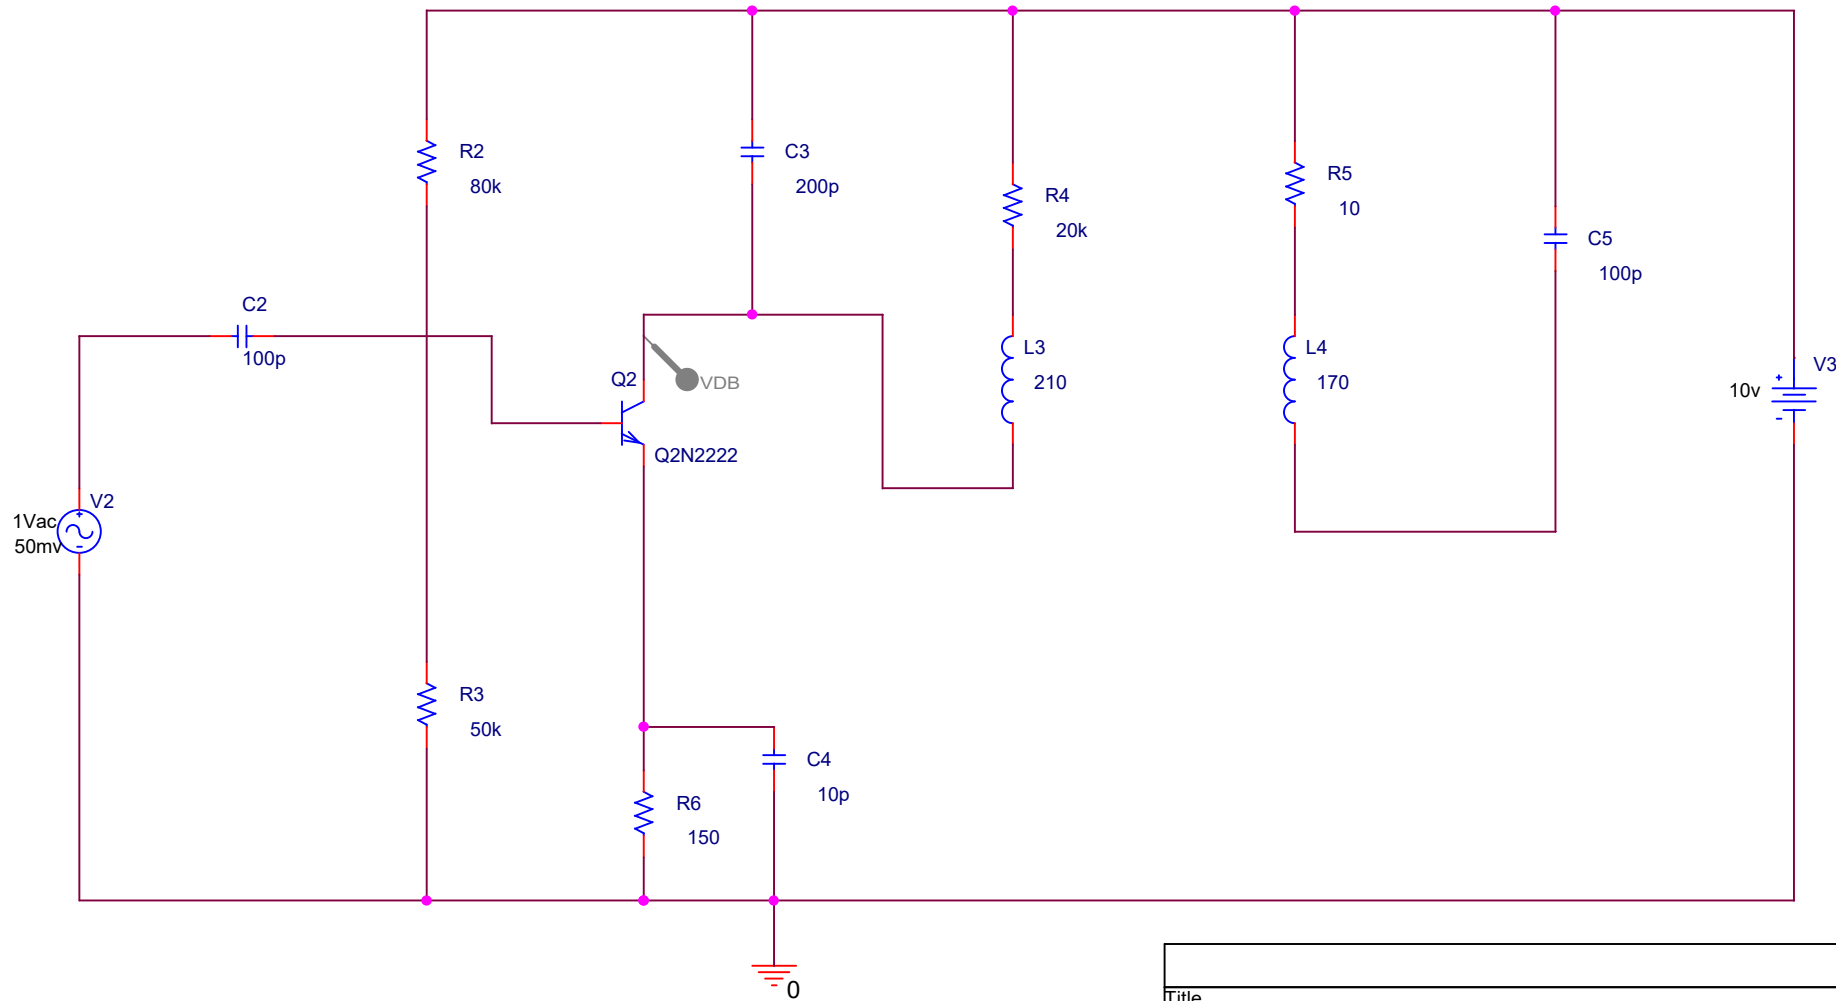 R2
80k
C3
200p
R4
20k
R5
10
C5
100p
C2
100p
L3
210
L4
170
V3
10v
Q2
VDB
Q2N2222
V2
1Vac
50mv
R3
50k
C4
10p
R6
150
0
Title